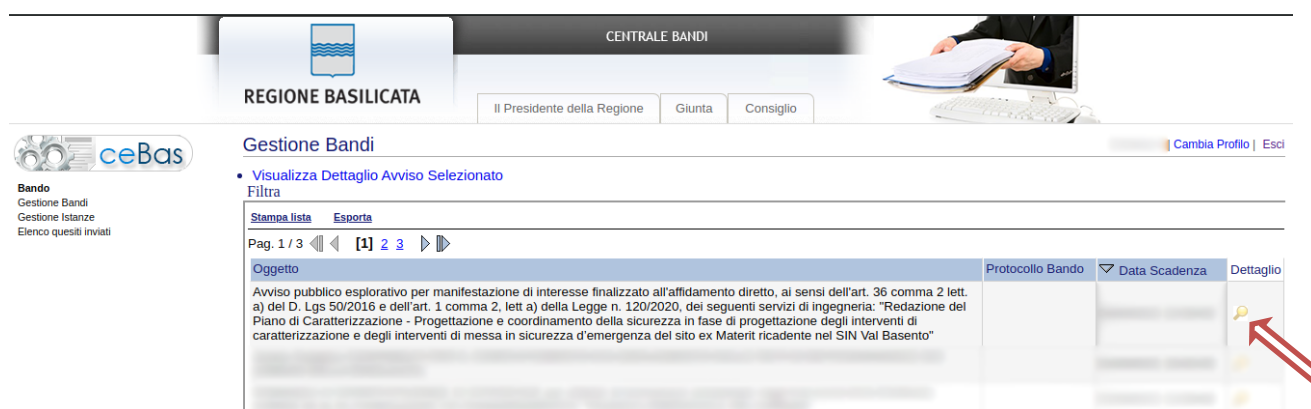 CENTRALE BANDI
REGIONE BASILICATA
Il Presidente della Regione Giunta Consiglio
ceBas
Gestione Bandi
| Cambia Profilo | Esci
Bando
Gestione Bandi
Gestione Istanze
Elenco quesiti inviati
Visualizza Dettaglio Avviso Selezionato
Filtra
Stampa lista Esporta
Pag. 1 / 3 [1] 2 3
Oggetto Protocollo Bando Data Scadenza Dettaglio
Avviso pubblico esplorativo per manifestazione di interesse finalizzato all'affidamento diretto, ai sensi dell'art. 36 comma 2 lett.
a) del D. Lgs 50/2016 e dell'art. 1 comma 2, lett a) della Legge n. 120/2020, dei seguenti servizi di ingegneria: "Redazione del
Piano di Caratterizzazione - Progettazione e coordinamento della sicurezza in fase di progettazione degli interventi di
caratterizzazione e degli interventi di messa in sicurezza d'emergenza del sito ex Materit ricadente nel SIN Val Basento"